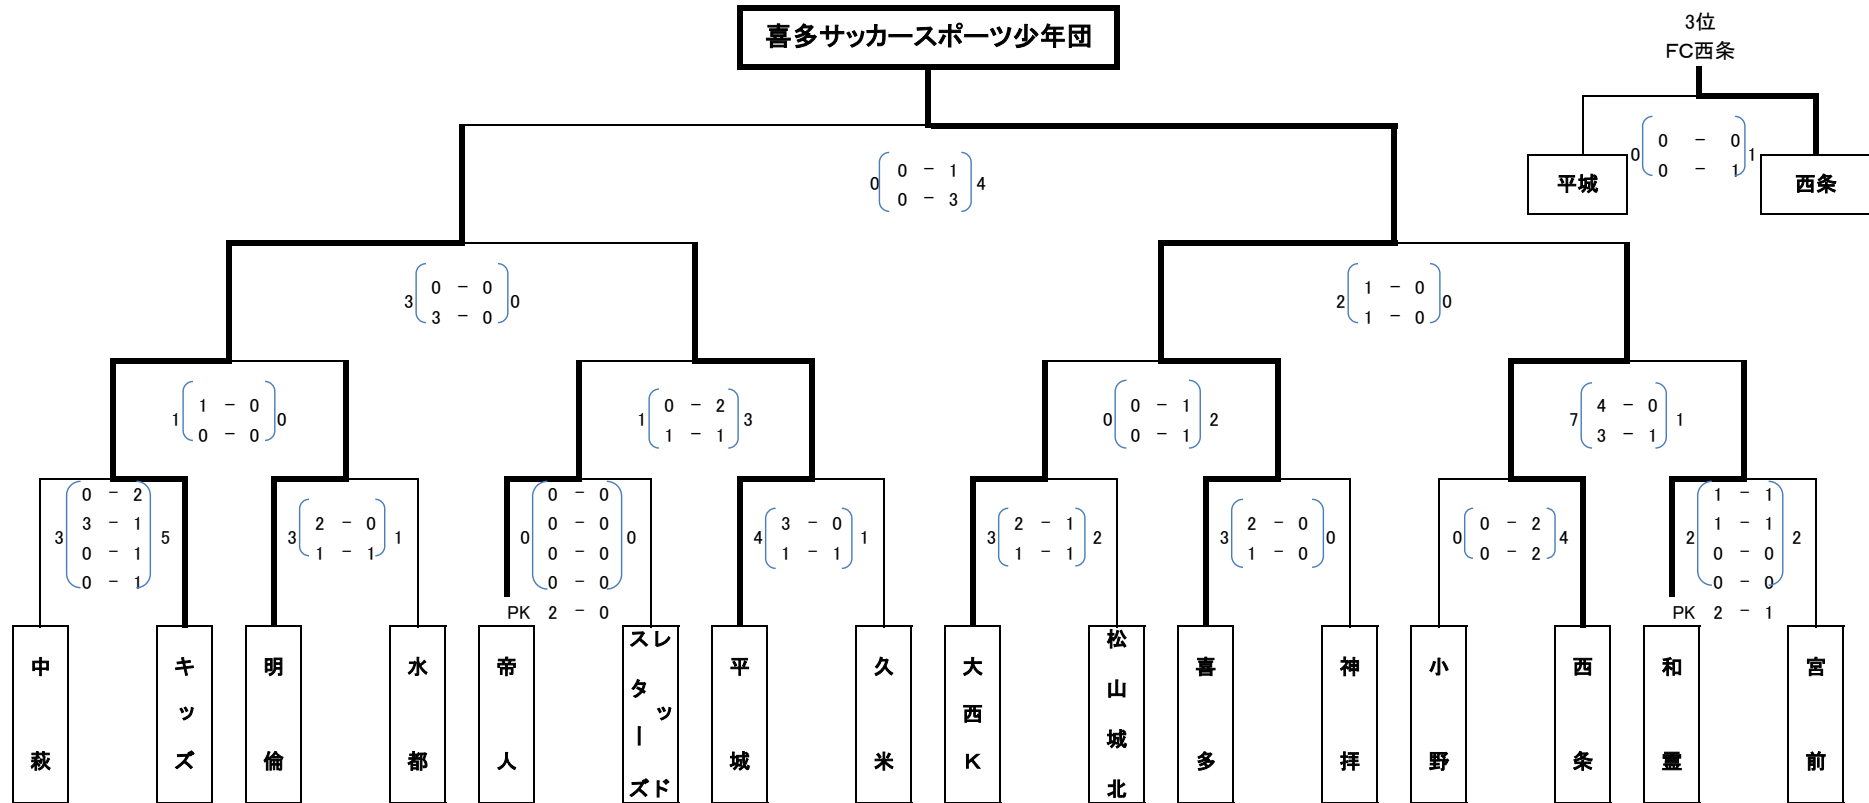 喜多サッカースポーツ少年団
3位
FC西条
0 0 - 0 1
0 - 1
平城
西条
0 0 - 1 4
0 - 3
3 0 - 0 0
3 - 0
2 1 - 0 0
1 - 0
1 1 - 0 0
0 - 0
1 0 - 2 3
1 - 1
0 0 - 1 2
0 - 1
7 4 - 0 1
3 - 1
0 - 2
3 - 1
3 5
0 - 1
0 - 1
3 2 - 0 1
1 - 1
0 - 0
0 - 0
0 0
0 - 0
0 - 0
PK 2 - 0
4 3 - 0 1
1 - 1
3 2 - 1 2
1 - 1
3 2 - 0 0
1 - 0
0 0 - 2 4
0 - 2
1 - 1
1 - 1
2 2
0 - 0
0 - 0
PK 2 - 1
中萩
キッズ
明倫
水都
帝人
レッド
スターズ
平城
久米
大西K
松山城北
喜多
神拝
小野
西条
和霊
宮前